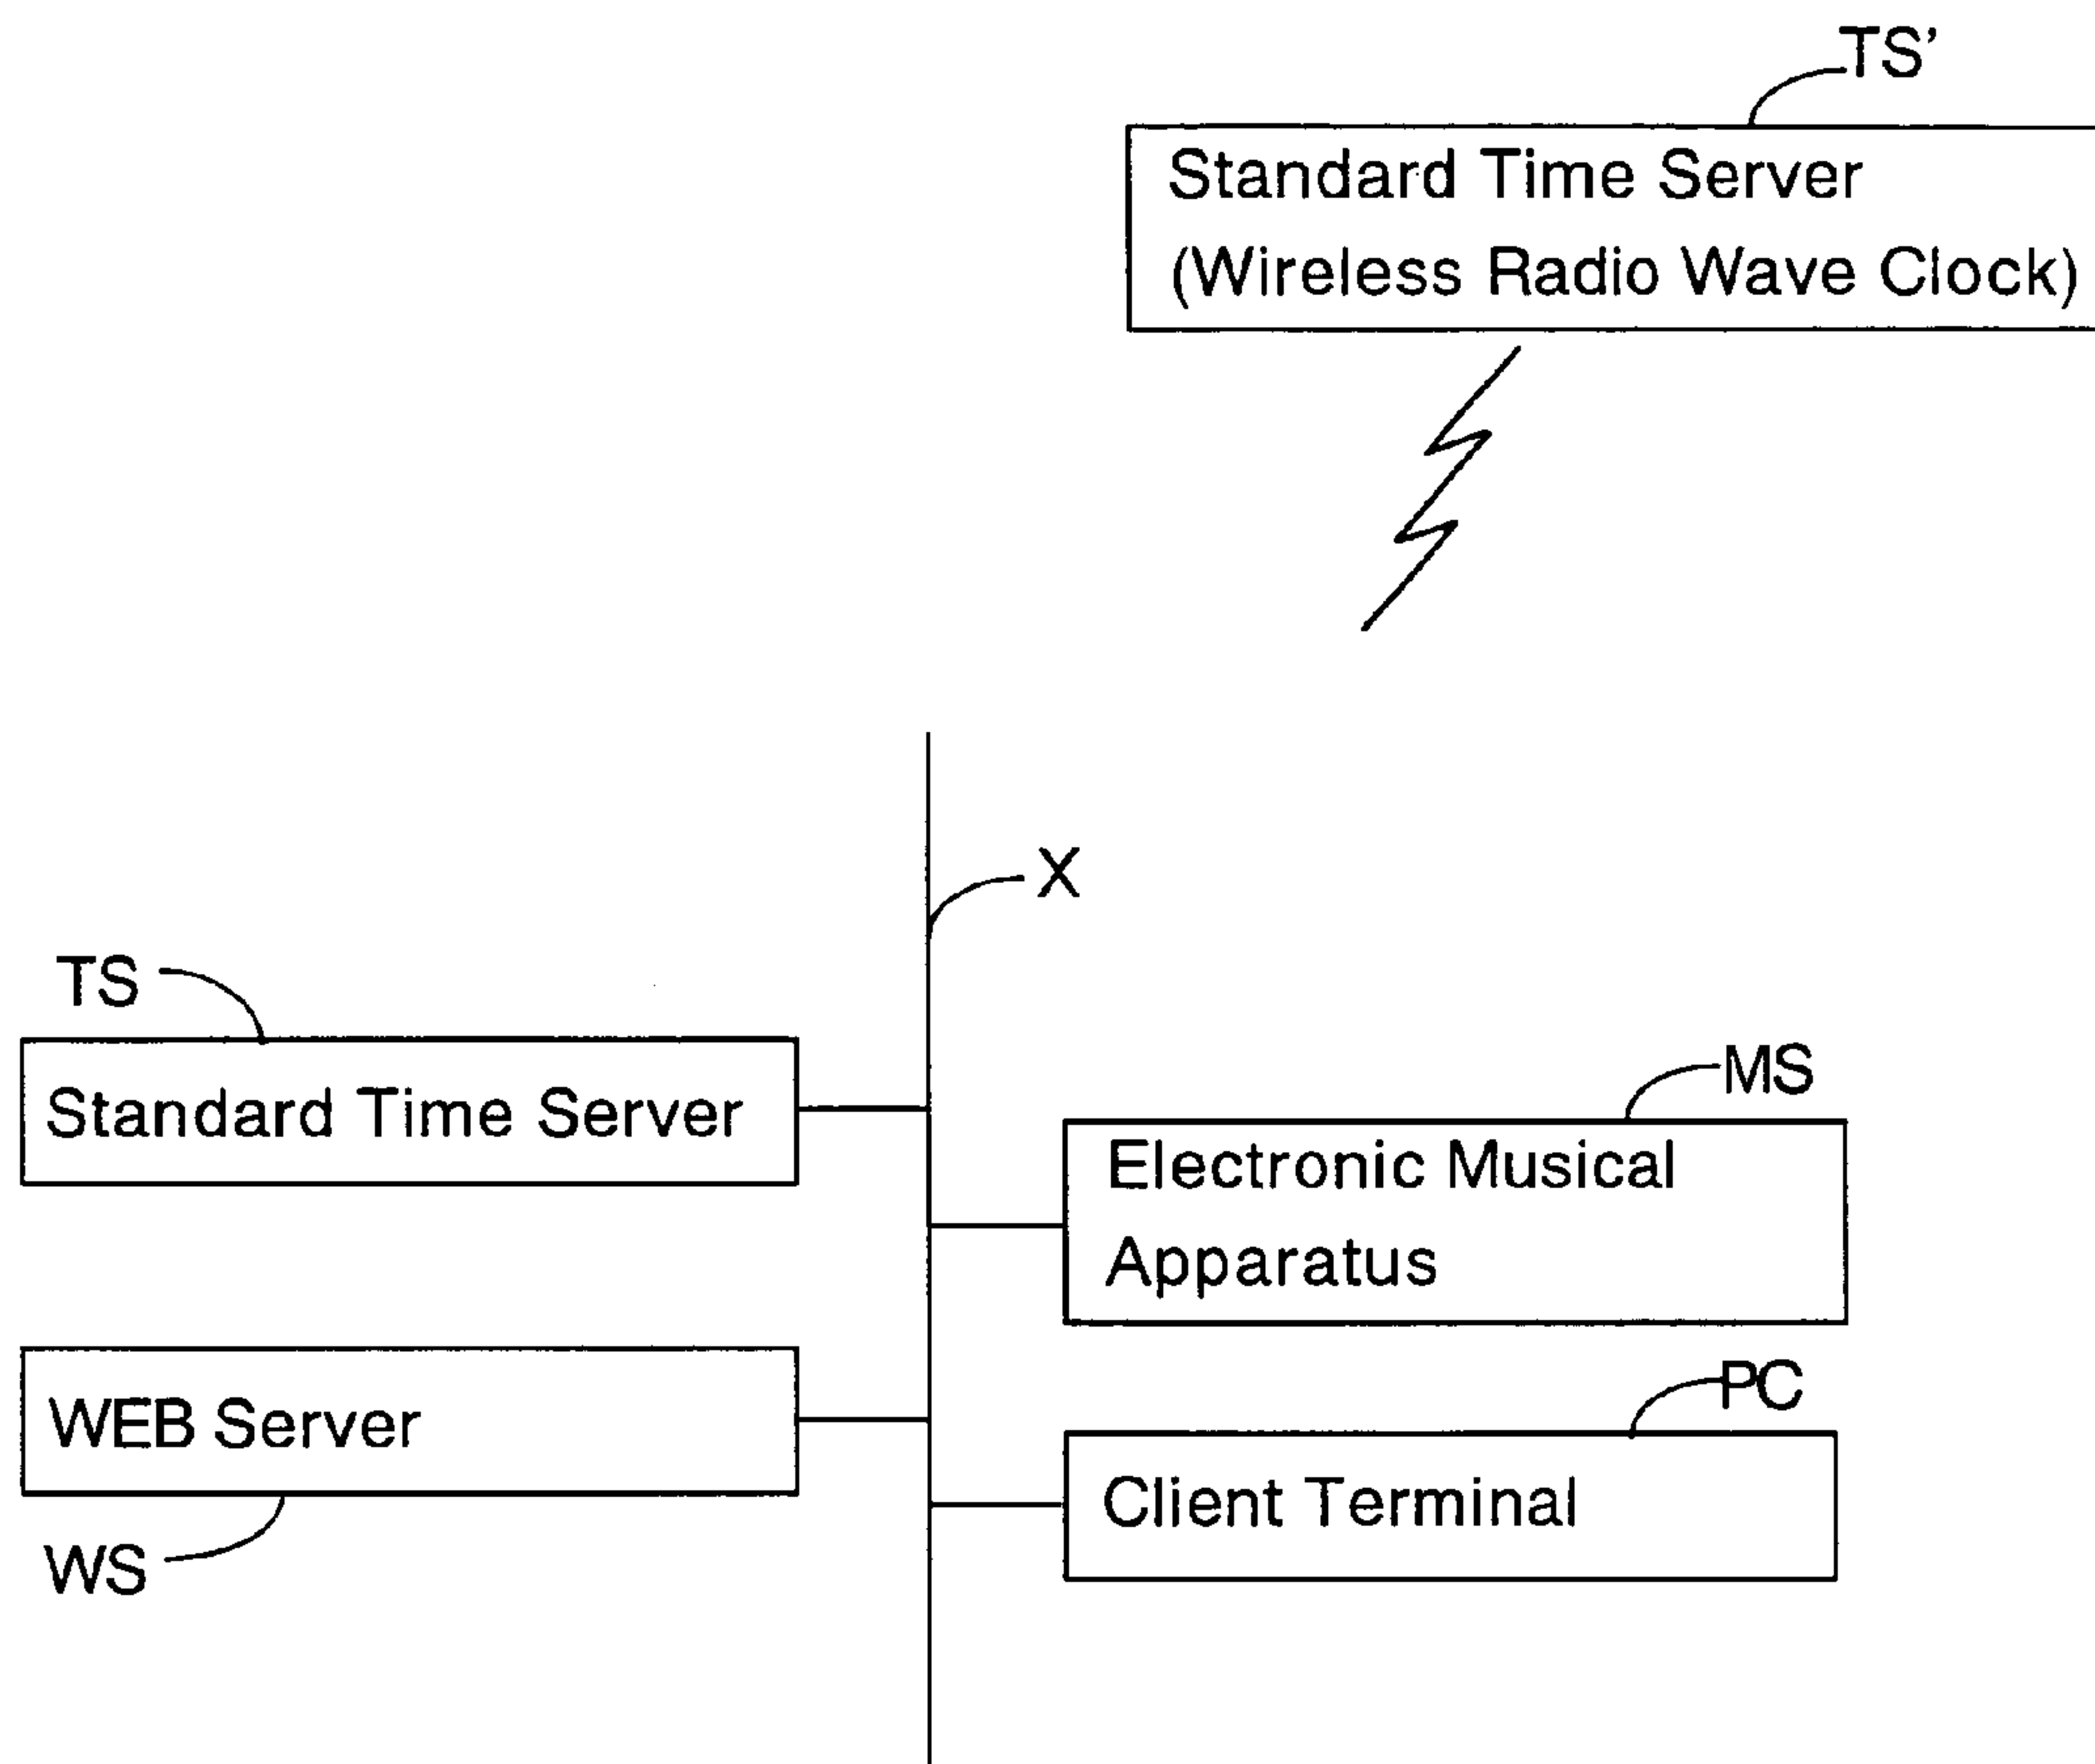 TS’
Standard Time Server
(Wireless Radio Wave Clock)
X
TS
Standard Time Server
MS
Electronic Musical
Apparatus
WEB Server
PC
Client Terminal
WS